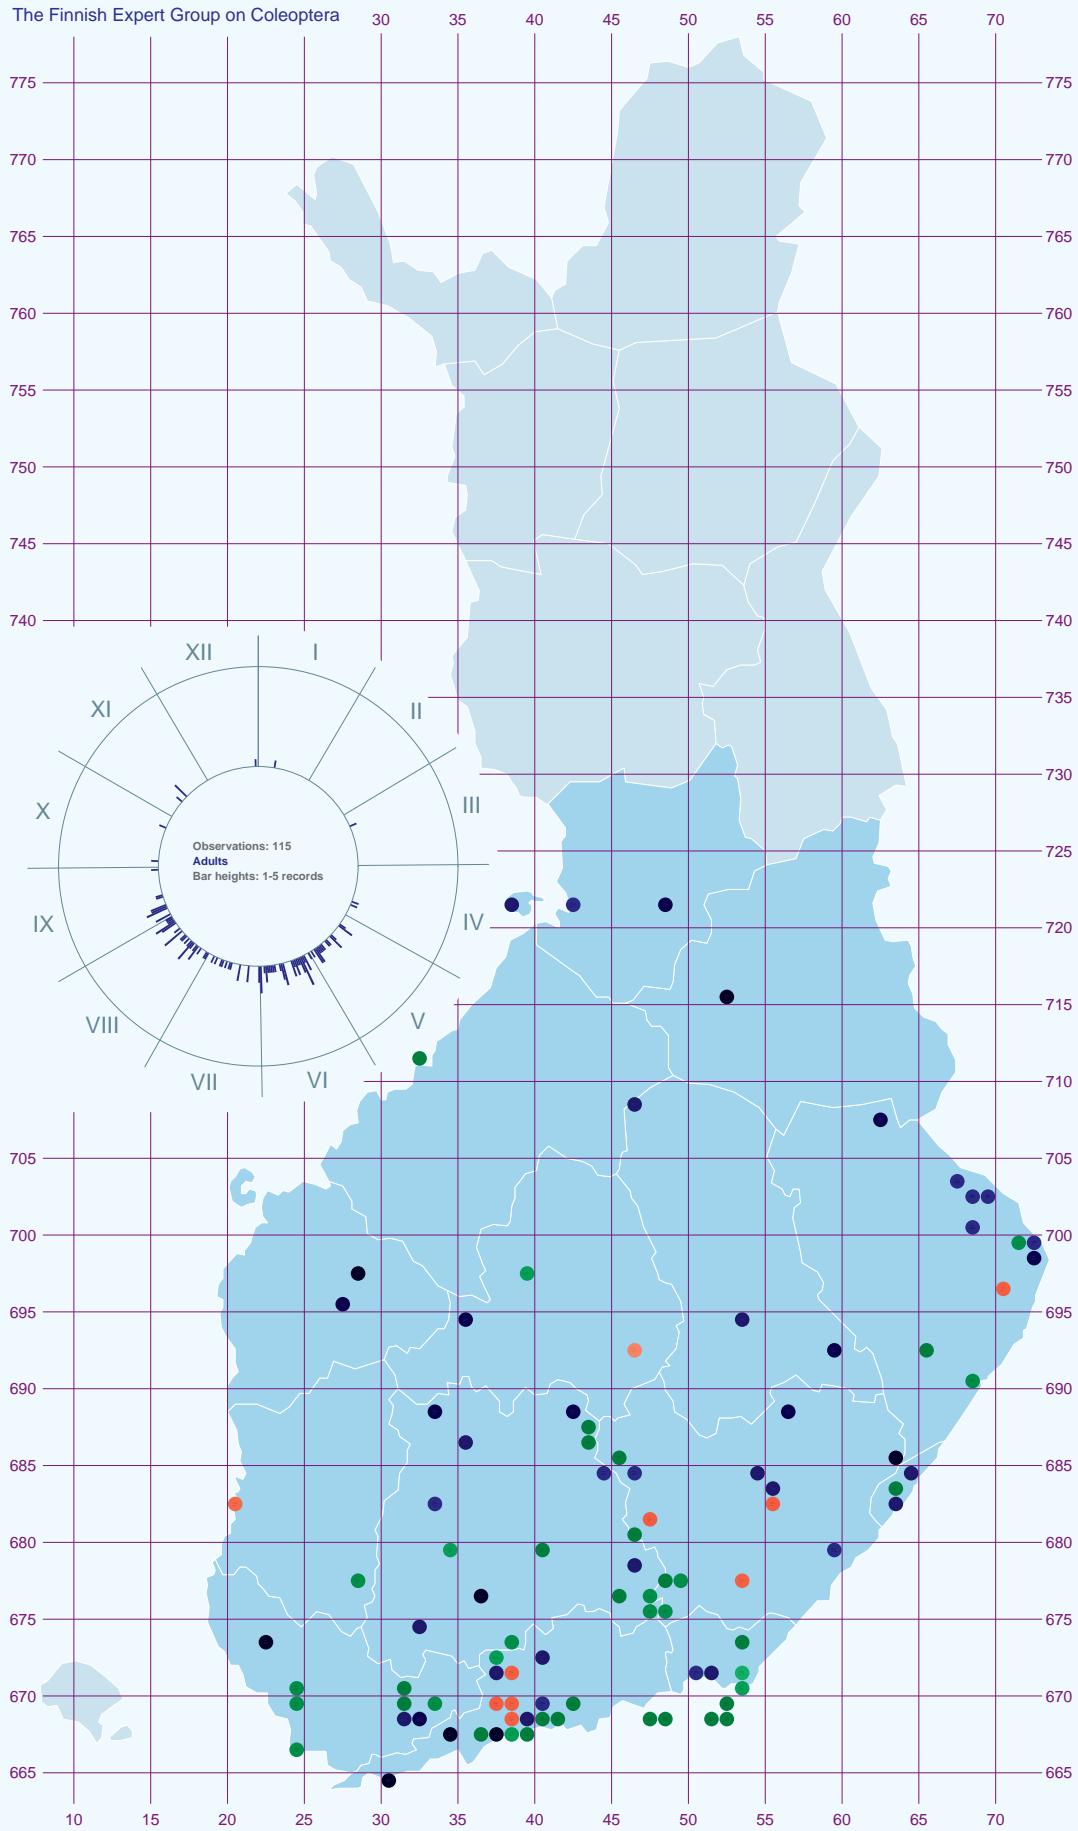 The Finnish Expert Group on Coleoptera
30 40 45 50 55 60 65 70
775 775
770 770
765 765
760 760
755 755
750 750
745 745
740 740
XII I
735
XI II
730
X III
Observations: 115
Adults
Bar heights: 1-5 records
725 725
IX IV
720 720
715 715
VIII V
VII VI
710 710
705 705
700 700
695 695
690 690
685 685
680 680
675 675
670 670
665 665
10 15 20 25 30 35 40 45 50 55 60 65 70